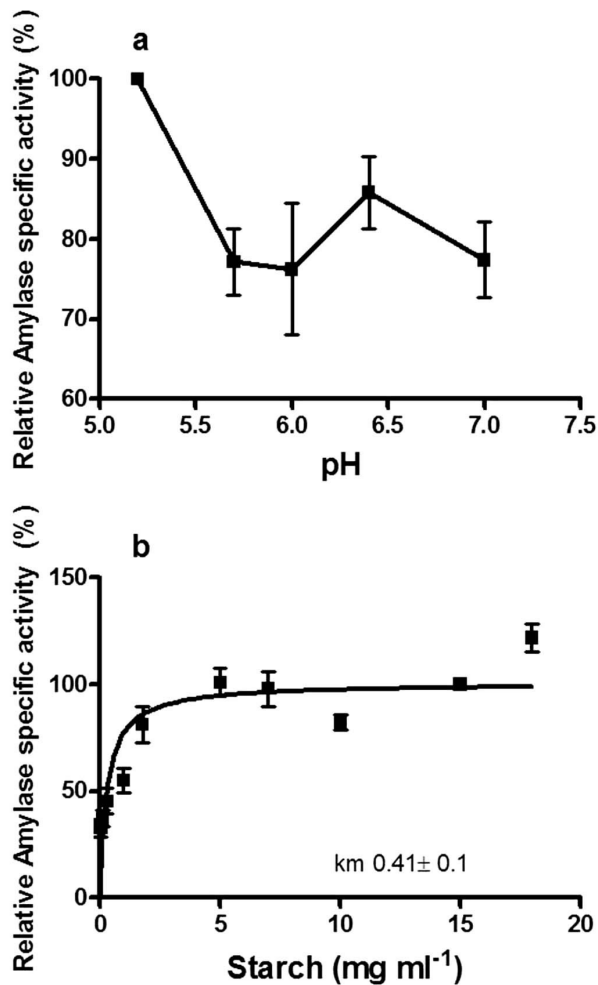 a
Relative Amylase specific activity (%)
100
90
80
70
60
5.0 5.5 6.0 6.5 7.0 7.5
pH
b
Relative Amylase specific activity (%)
150
100
50
0
km 0.41± 0.1
0 5 10 15 20
Starch (mg ml⁻¹)